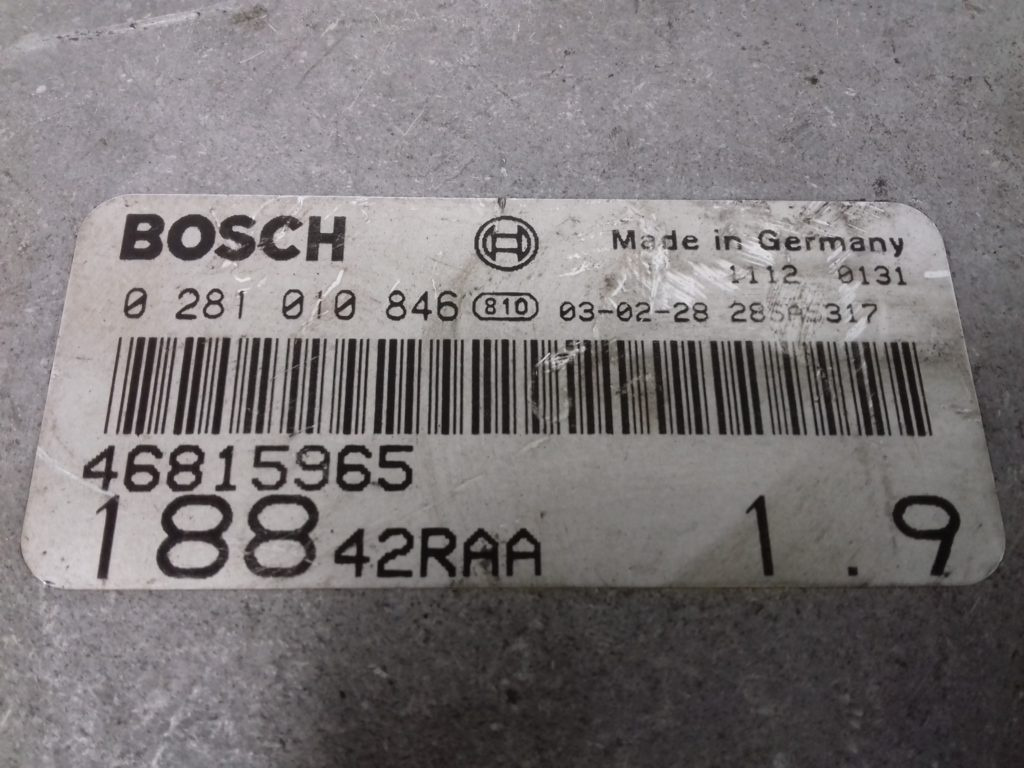 BOSCH Made in Germany
1112 0131
0 281 010 846 810 03-02-28 285A5317
46815965
188 42RAA 1.9